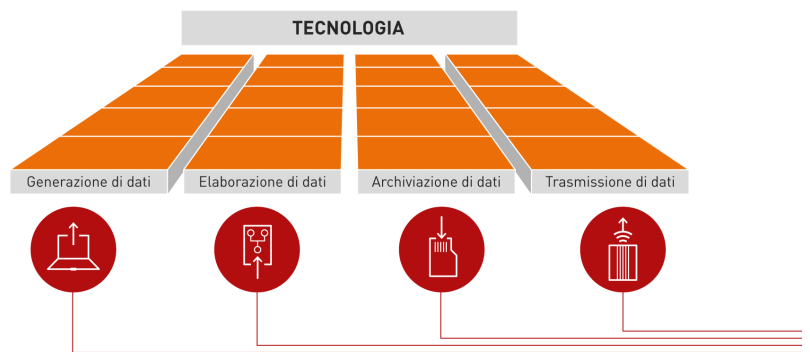 TECNOLOGIA
Generazione di dati
Elaborazione di dati
Archiviazione di dati
Trasmissione di dati